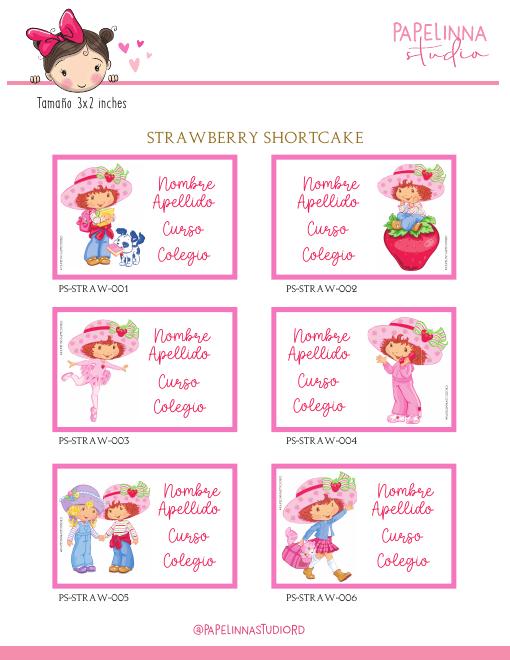 PAPELINNA
studio
Tamaño 3x2 inches
STRAWBERRY SHORTCAKE
Nombre
Apellido
Curso
Colegio
PS-STRAW-001
Nombre
Apellido
Curso
Colegio
PS-STRAW-002
Nombre
Apellido
Curso
Colegio
PS-STRAW-003
Nombre
Apellido
Curso
Colegio
PS-STRAW-004
Nombre
Apellido
Curso
Colegio
PS-STRAW-005
Nombre
Apellido
Curso
Colegio
PS-STRAW-006
@PAPELINNASTUDIORD